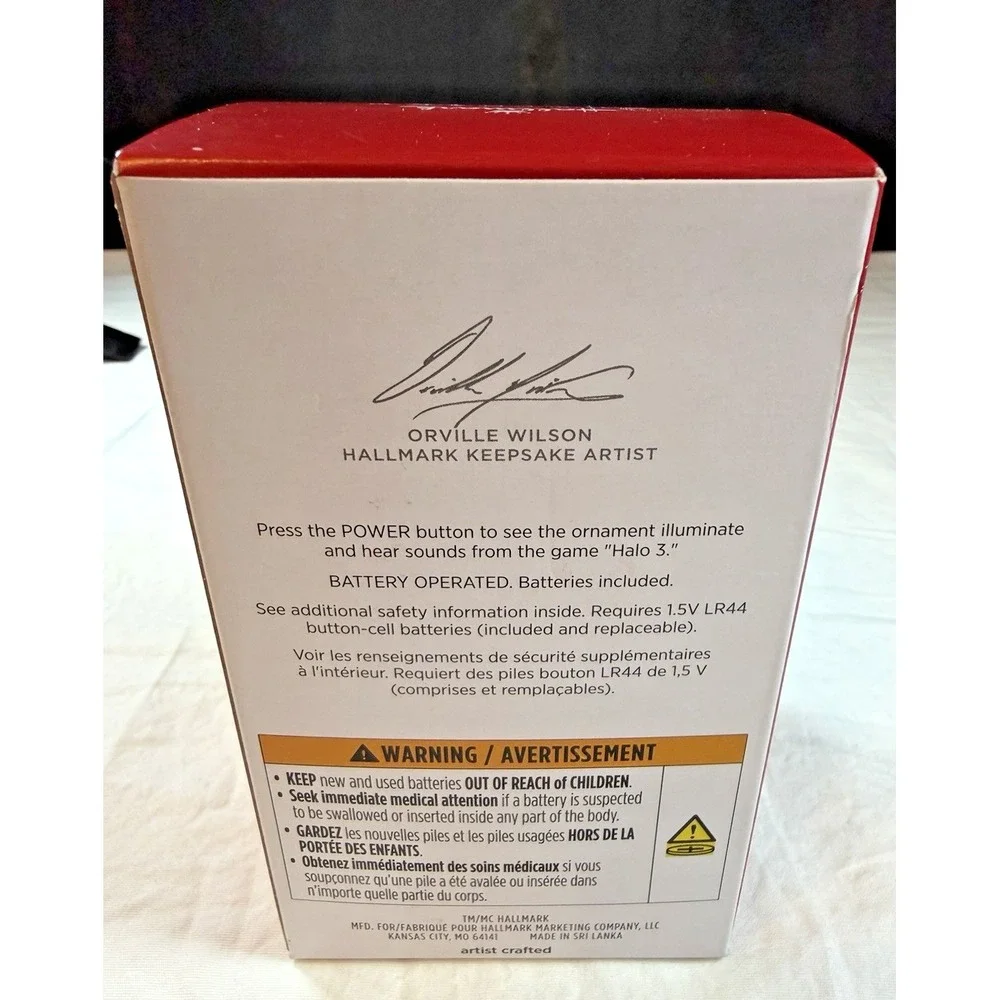 Orville Wilson
ORVILLE WILSON
HALLMARK KEEPSAKE ARTIST
Press the POWER button to see the ornament illuminate
and hear sounds from the game "Halo 3."
BATTERY OPERATED. Batteries included.
See additional safety information inside. Requires 1.5V LR44
button-cell batteries (included and replaceable).
Voir les renseignements de sécurité supplémentaires
à l'intérieur. Requiert des piles bouton LR44 de 1,5 V
(comprises et remplaçables).
WARNING / AVERTISSEMENT
• KEEP new and used batteries OUT OF REACH of CHILDREN.
• Seek immediate medical attention if a battery is suspected
to be swallowed or inserted inside any part of the body.
• GARDEZ les nouvelles piles et les piles usagées HORS DE LA
PORTÉE DES ENFANTS.
• Obtenez immédiatement des soins médicaux si vous
soupçonnez qu'une pile a été avalée ou insérée dans
n'importe quelle partie du corps.
TM/MC HALLMARK
MFD. FOR/FABRIQUÉ POUR HALLMARK MARKETING COMPANY, LLC
KANSAS CITY, MO 64141 MADE IN SRI LANKA
artist crafted